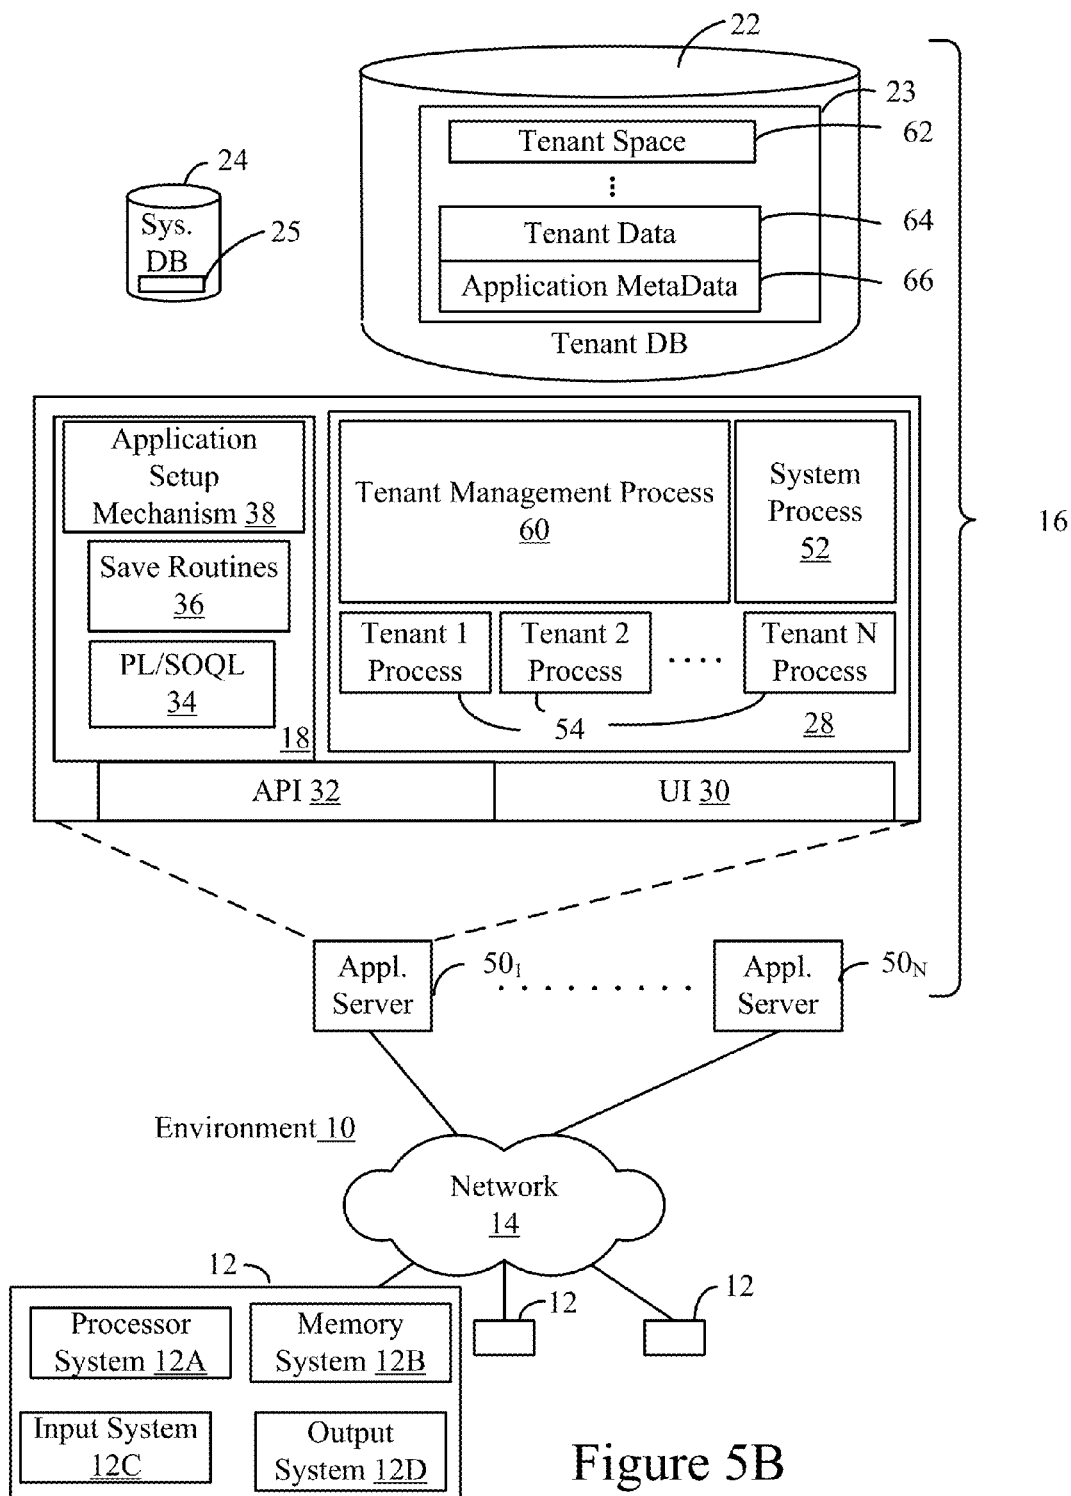 22
23
Tenant Space
62
24
Sys.
DB
25
Tenant Data
64
Application MetaData
66
Tenant DB
Application
Setup
Mechanism 38
Tenant Management Process
60
System
Process
52
16
Save Routines
36
Tenant 1
Process
Tenant 2
Process
Tenant N
Process
PL/SOQL
34
54
28
18
API 32
UI 30
Appl.
Server
50₁
Appl.
Server
50N
Environment 10
Network
14
12
12
12
Processor
System 12A
Memory
System 12B
Input System
12C
Output
System 12D
Figure 5B